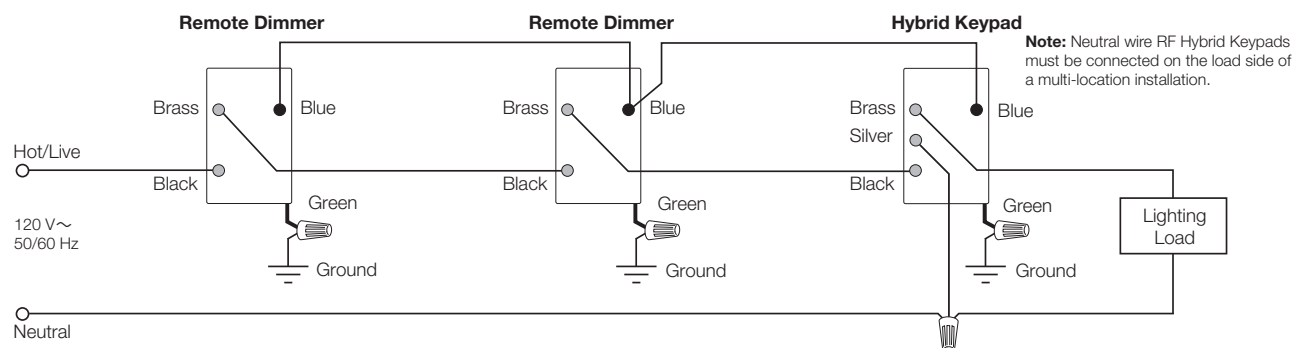 Remote Dimmer
Remote Dimmer
Hybrid Keypad
Note: Neutral wire RF Hybrid Keypads
must be connected on the load side of
a multi-location installation.
Brass
Blue
Brass
Blue
Brass
Blue
Silver
Hot/Live
Black
Black
Black
Green
Green
Green
120 V~
50/60 Hz
Lighting
Load
Ground
Ground
Ground
Neutral